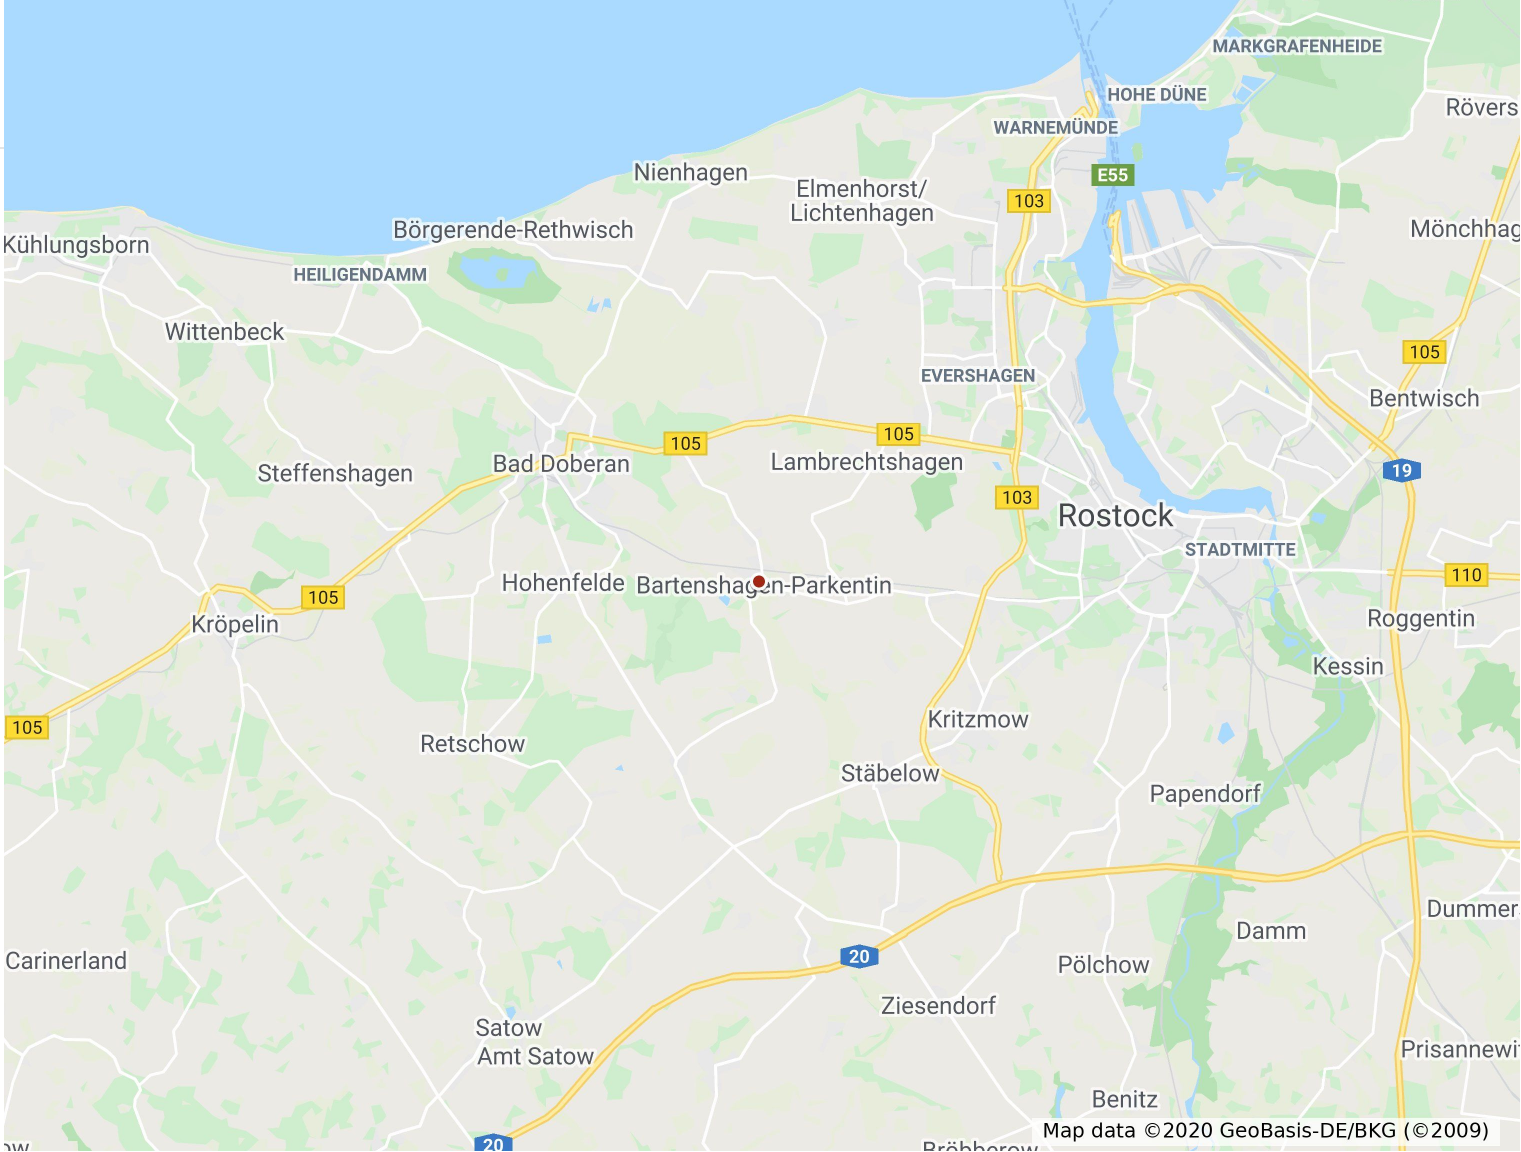 MARKGRAFENHEIDE
HOHE DÜNE
Rövers
WARNEMÜNDE
Nienhagen
E55
Elmenhorst/
Lichtenhagen
103
Börgerende-Rethwisch
Mönchhag
Kühlungsborn
HEILIGENDAMM
Wittenbeck
105
EVERSHAGEN
Bentwisch
105
105
Lambrechtshagen
Bad Doberan
Steffenshagen
19
103
Rostock
STADTMITTE
110
Hohenfelde
Bartenshagen-Parkentin
105
Kröpelin
Roggentin
Kessin
Kritzmow
105
Retschow
Stäbelow
Papendorf
Dummer
Damm
20
Carinerland
Pölchow
Ziesendorf
Satow
Amt Satow
Prisannewi
Benitz
Map data ©2020 GeoBasis-DE/BKG (©2009)
20
ow